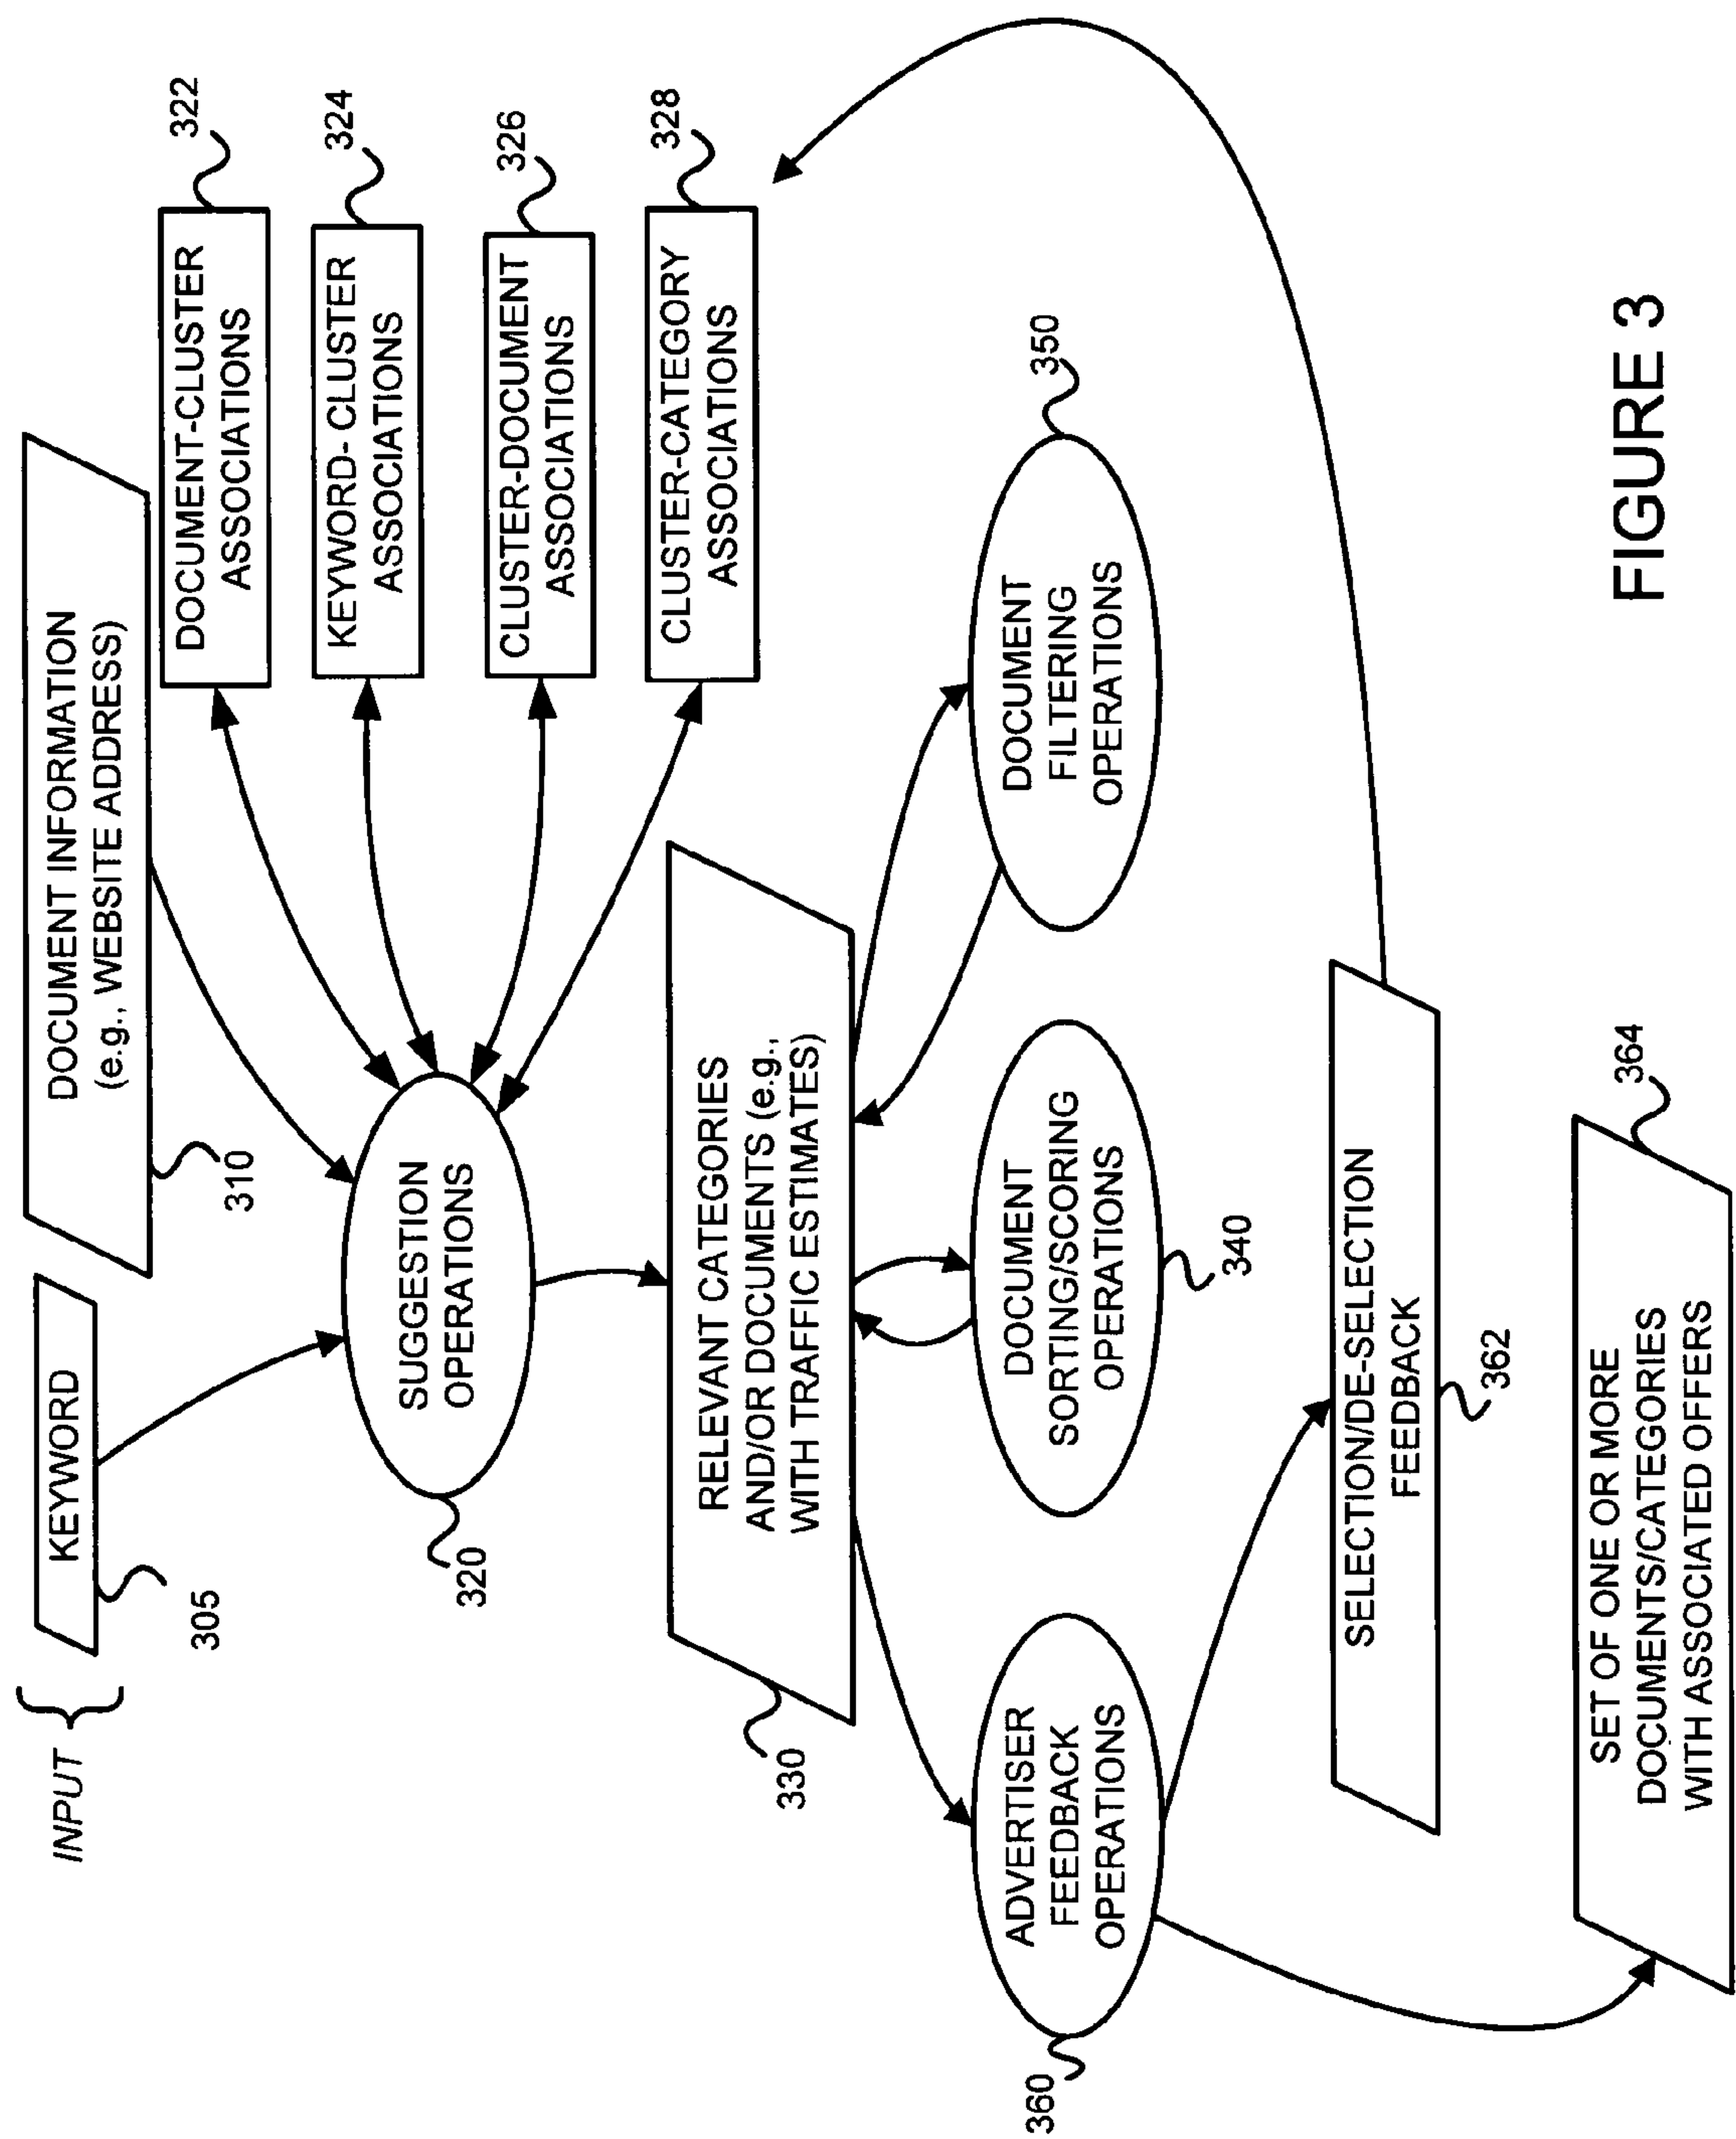 INPUT
KEYWORD
305
DOCUMENT INFORMATION
(e.g., WEBSITE ADDRESS)
310
SUGGESTION
OPERATIONS
320
DOCUMENT-CLUSTER
ASSOCIATIONS
322
KEYWORD- CLUSTER
ASSOCIATIONS
324
CLUSTER-DOCUMENT
ASSOCIATIONS
326
CLUSTER-CATEGORY
ASSOCIATIONS
328
RELEVANT CATEGORIES
AND/OR DOCUMENTS (e.g.,
WITH TRAFFIC ESTIMATES)
330
ADVERTISER
FEEDBACK
OPERATIONS
360
DOCUMENT
SORTING/SCORING
OPERATIONS
340
DOCUMENT
FILTERING
OPERATIONS
350
SELECTION/DE-SELECTION
FEEDBACK
362
SET OF ONE OR MORE
DOCUMENTS/CATEGORIES
WITH ASSOCIATED OFFERS
364
FIGURE 3